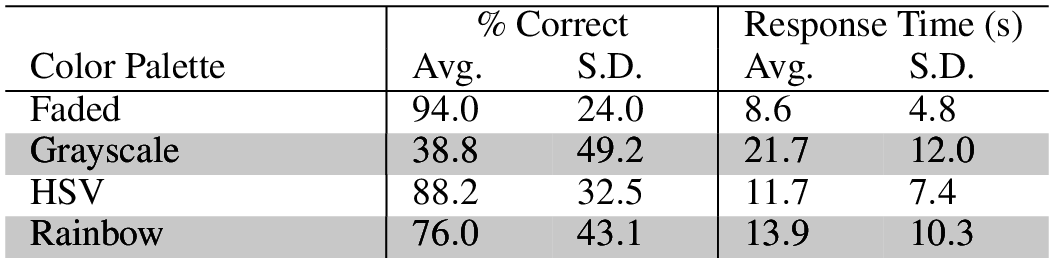 % Correct Response Time (s)
Color Palette Avg. S.D. Avg. S.D.
Faded 94.0 24.0 8.6 4.8
Grayscale 38.8 49.2 21.7 12.0
HSV 88.2 32.5 11.7 7.4
Rainbow 76.0 43.1 13.9 10.3